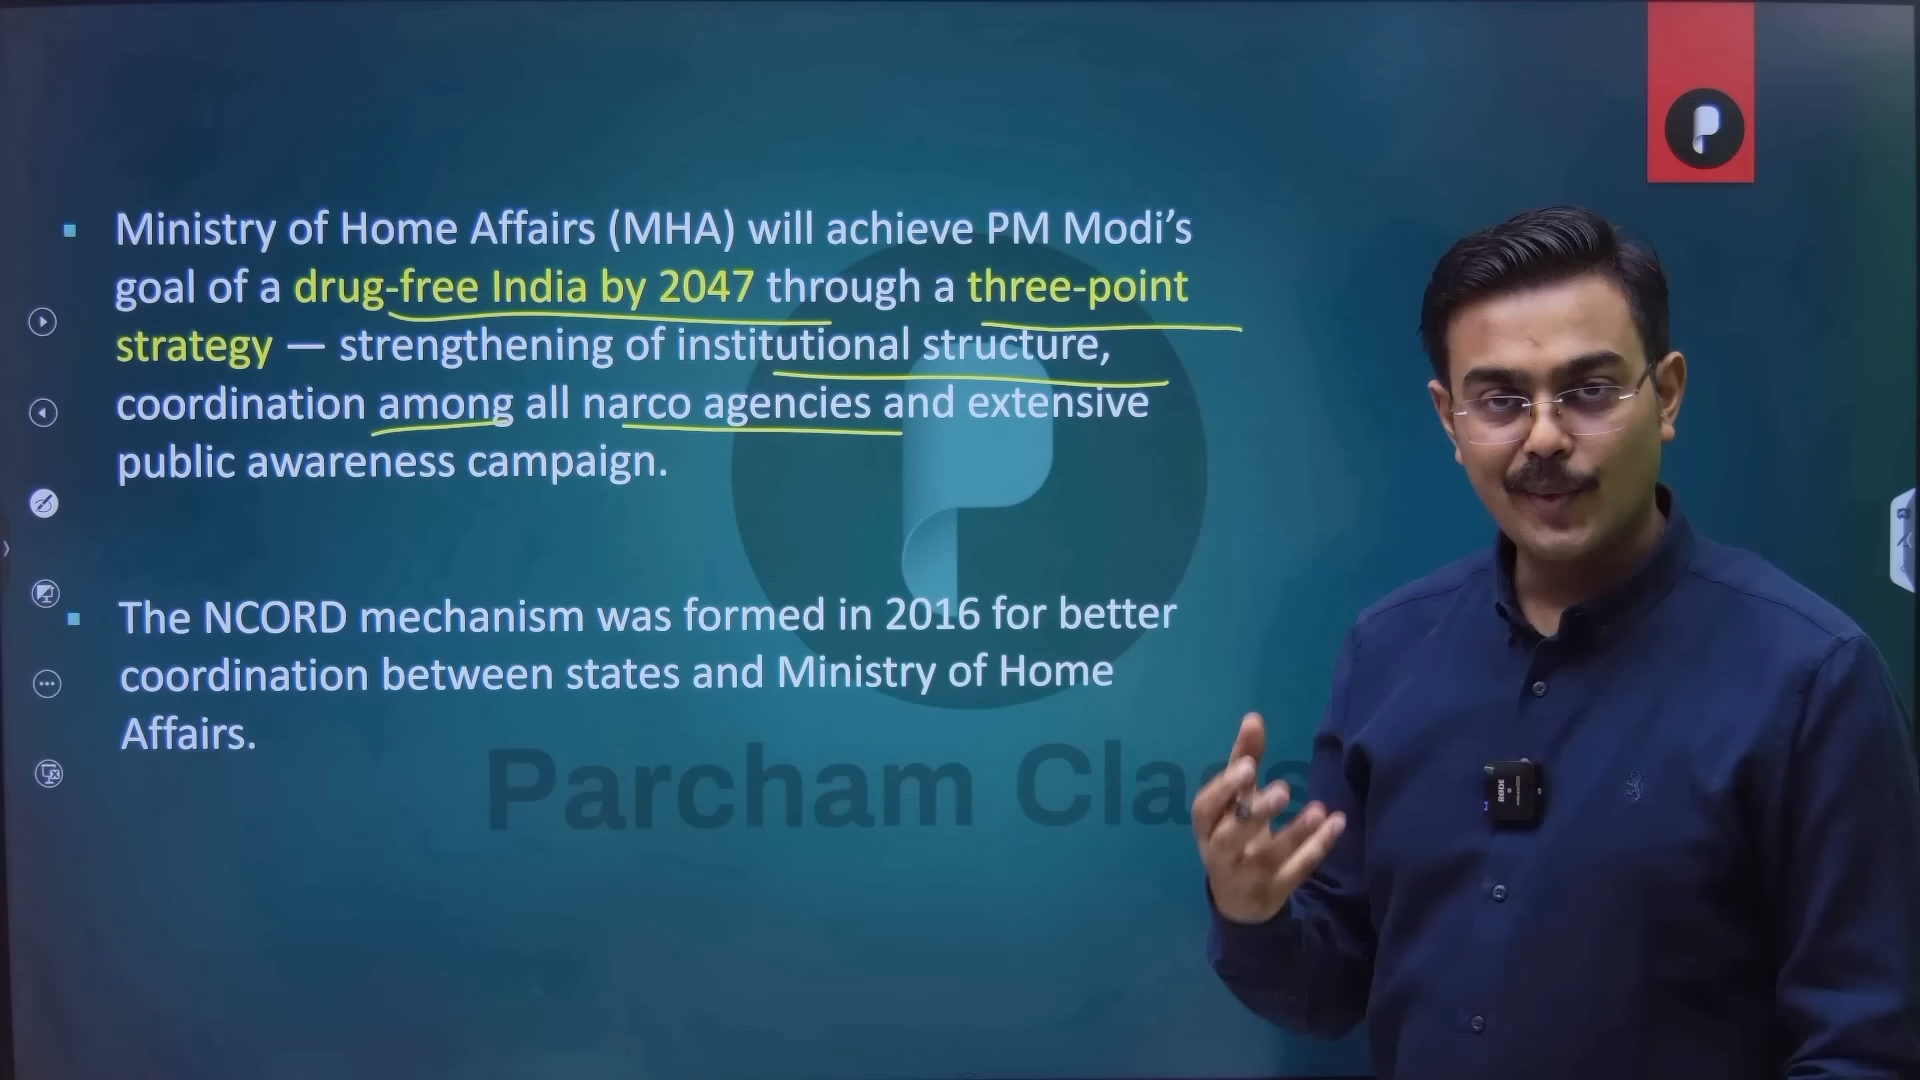 Ministry of Home Affairs (MHA) will achieve PM Modi’s
goal of a drug-free India by 2047 through a three-point
strategy — strengthening of institutional structure,
coordination among all narco agencies and extensive
public awareness campaign.
The NCORD mechanism was formed in 2016 for better
coordination between states and Ministry of Home
Affairs.
Parcham Class
RØDE